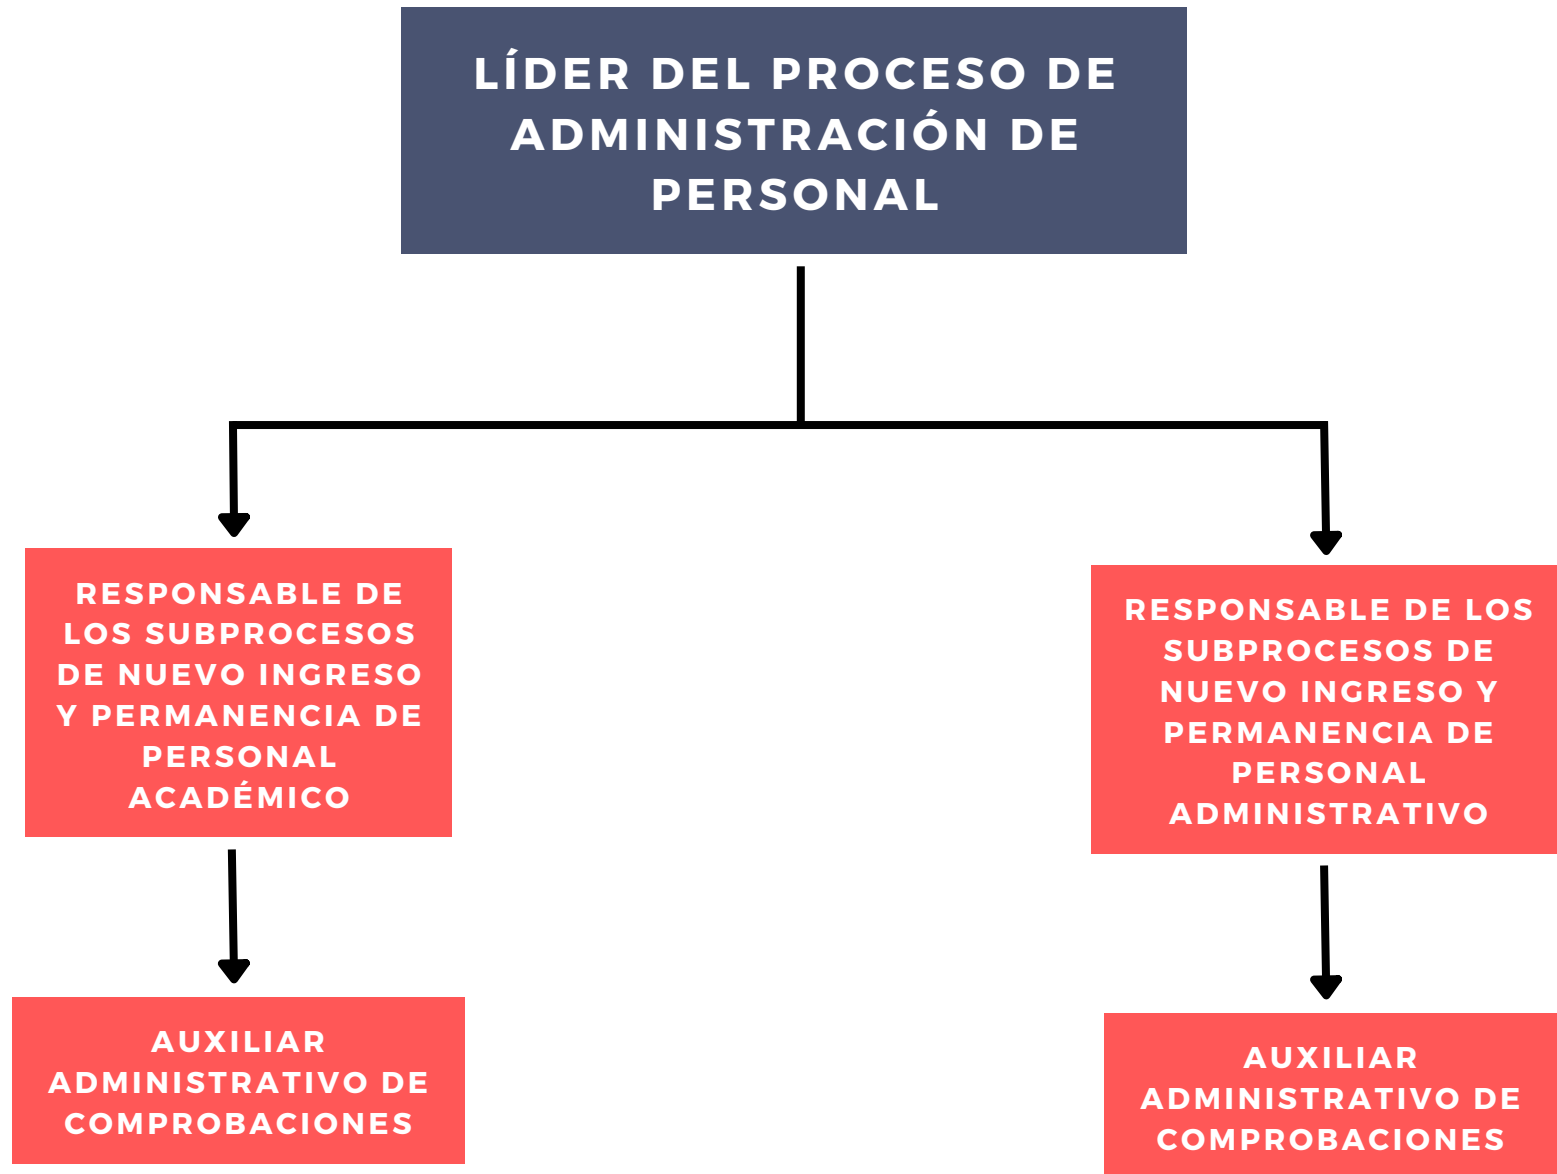 LÍDER DEL PROCESO DE
ADMINISTRACIÓN DE
PERSONAL
RESPONSABLE DE
LOS SUBPROCESOS
DE NUEVO INGRESO
Y PERMANENCIA DE
PERSONAL
ACADÉMICO
RESPONSABLE DE LOS
SUBPROCESOS DE
NUEVO INGRESO Y
PERMANENCIA DE
PERSONAL
ADMINISTRATIVO
AUXILIAR
ADMINISTRATIVO DE
COMPROBACIONES
AUXILIAR
ADMINISTRATIVO DE
COMPROBACIONES